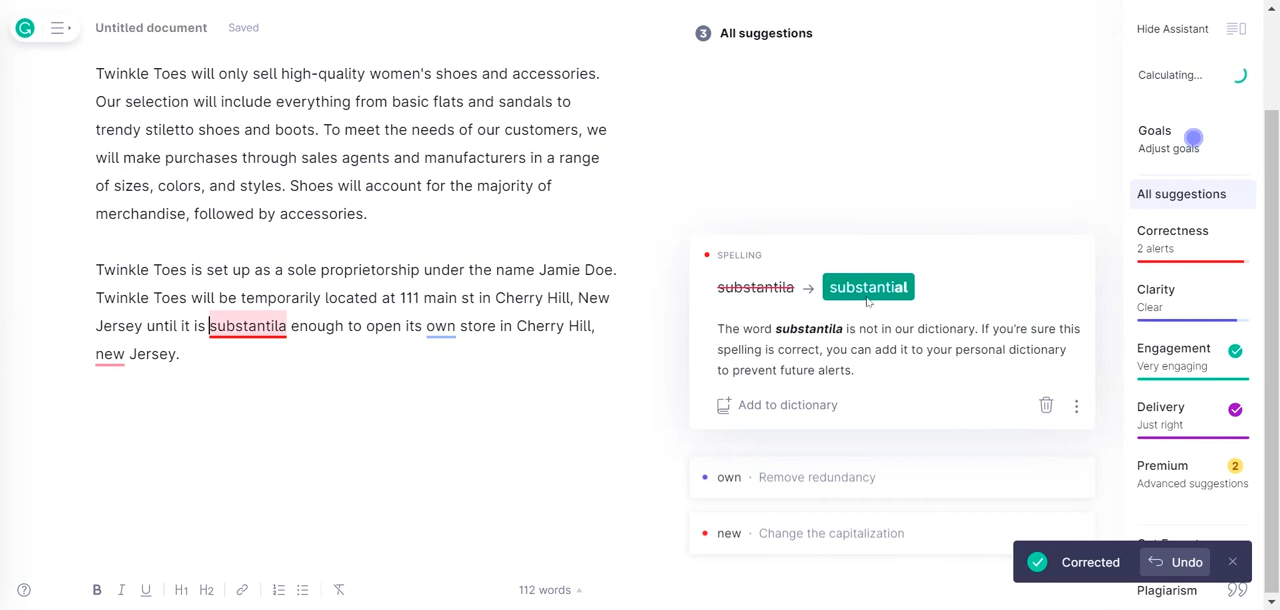 Untitled document
Saved
3 All suggestions
Hide Assistant
Twinkle Toes will only sell high-quality women's shoes and accessories.
Our selection will include everything from basic flats and sandals to
trendy stiletto shoes and boots. To meet the needs of our customers, we
will make purchases through sales agents and manufacturers in a range
of sizes, colors, and styles. Shoes will account for the majority of
merchandise, followed by accessories.
Twinkle Toes is set up as a sole proprietorship under the name Jamie Doe.
Twinkle Toes will be temporarily located at 111 main st in Cherry Hill, New
Jersey until it is substantila enough to open its own store in Cherry Hill,
new Jersey.
SPELLING
substantila → substantial
The word substantila is not in our dictionary. If you're sure this
spelling is correct, you can add it to your personal dictionary
to prevent future alerts.
Add to dictionary
own · Remove redundancy
new · Change the capitalization
Calculating...
Goals
Adjust goals
All suggestions
Correctness
2 alerts
Clarity
Clear
Engagement
Very engaging
Delivery
Just right
Premium 2
Advanced suggestions
Corrected Undo
Plagiarism
B I U H1 H2
112 words